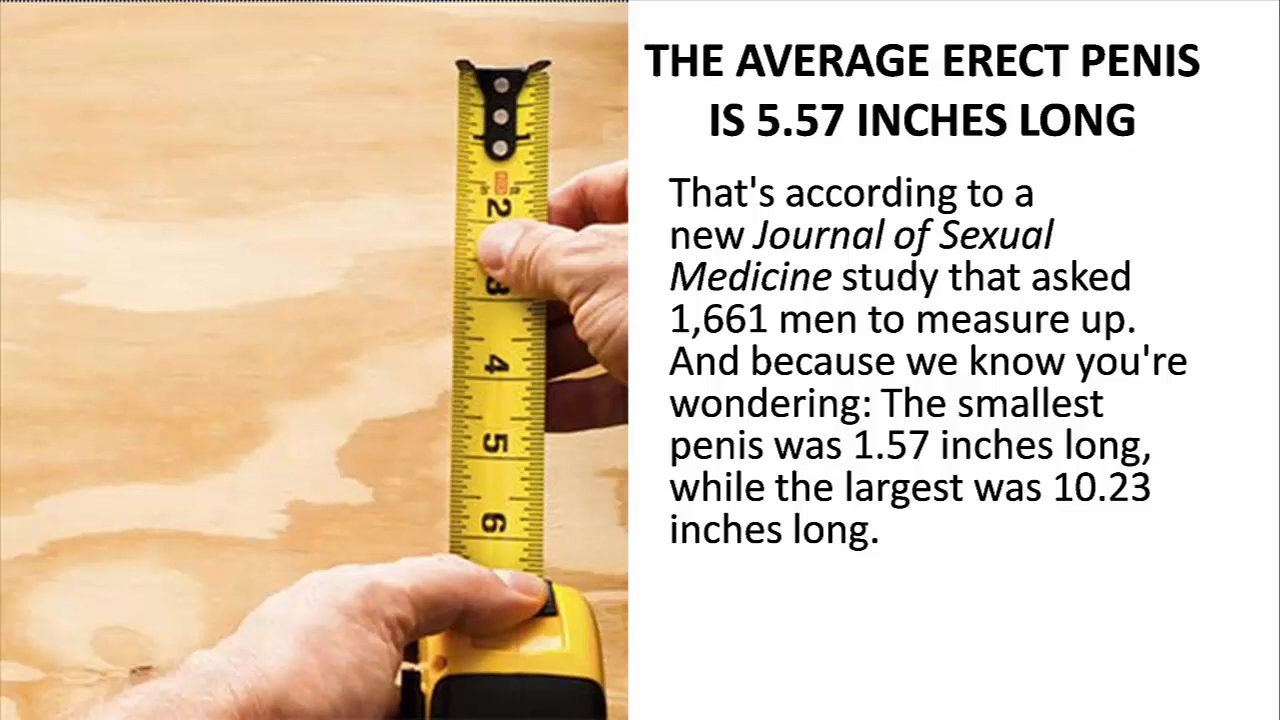 THE AVERAGE ERECT PENIS
IS 5.57 INCHES LONG
That's according to a
new Journal of Sexual
Medicine study that asked
1,661 men to measure up.
And because we know you're
wondering: The smallest
penis was 1.57 inches long,
while the largest was 10.23
inches long.
2
3
4
5
6